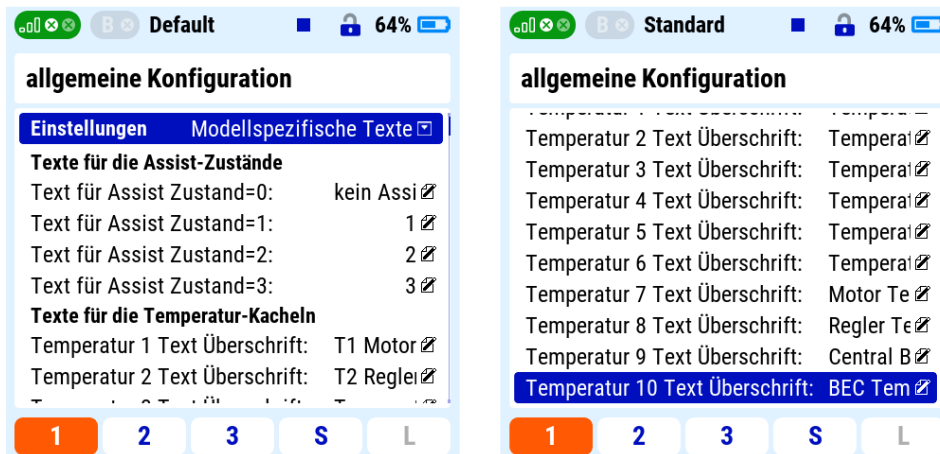 B Default 64%
allgemeine Konfiguration
Einstellungen Modellspezifische Texte
Texte für die Assist-Zustände
Text für Assist Zustand=0: kein Assi
Text für Assist Zustand=1: 1
Text für Assist Zustand=2: 2
Text für Assist Zustand=3: 3
Texte für die Temperatur-Kacheln
Temperatur 1 Text Überschrift: T1 Motor
Temperatur 2 Text Überschrift: T2 Regler
1 2 3 S L
B Standard 64%
allgemeine Konfiguration
Temperatur 2 Text Überschrift: Temperat
Temperatur 3 Text Überschrift: Temperat
Temperatur 4 Text Überschrift: Temperat
Temperatur 5 Text Überschrift: Temperat
Temperatur 6 Text Überschrift: Temperat
Temperatur 7 Text Überschrift: Motor Te
Temperatur 8 Text Überschrift: Regler Te
Temperatur 9 Text Überschrift: Central B
Temperatur 10 Text Überschrift: BEC Tem
1 2 3 S L